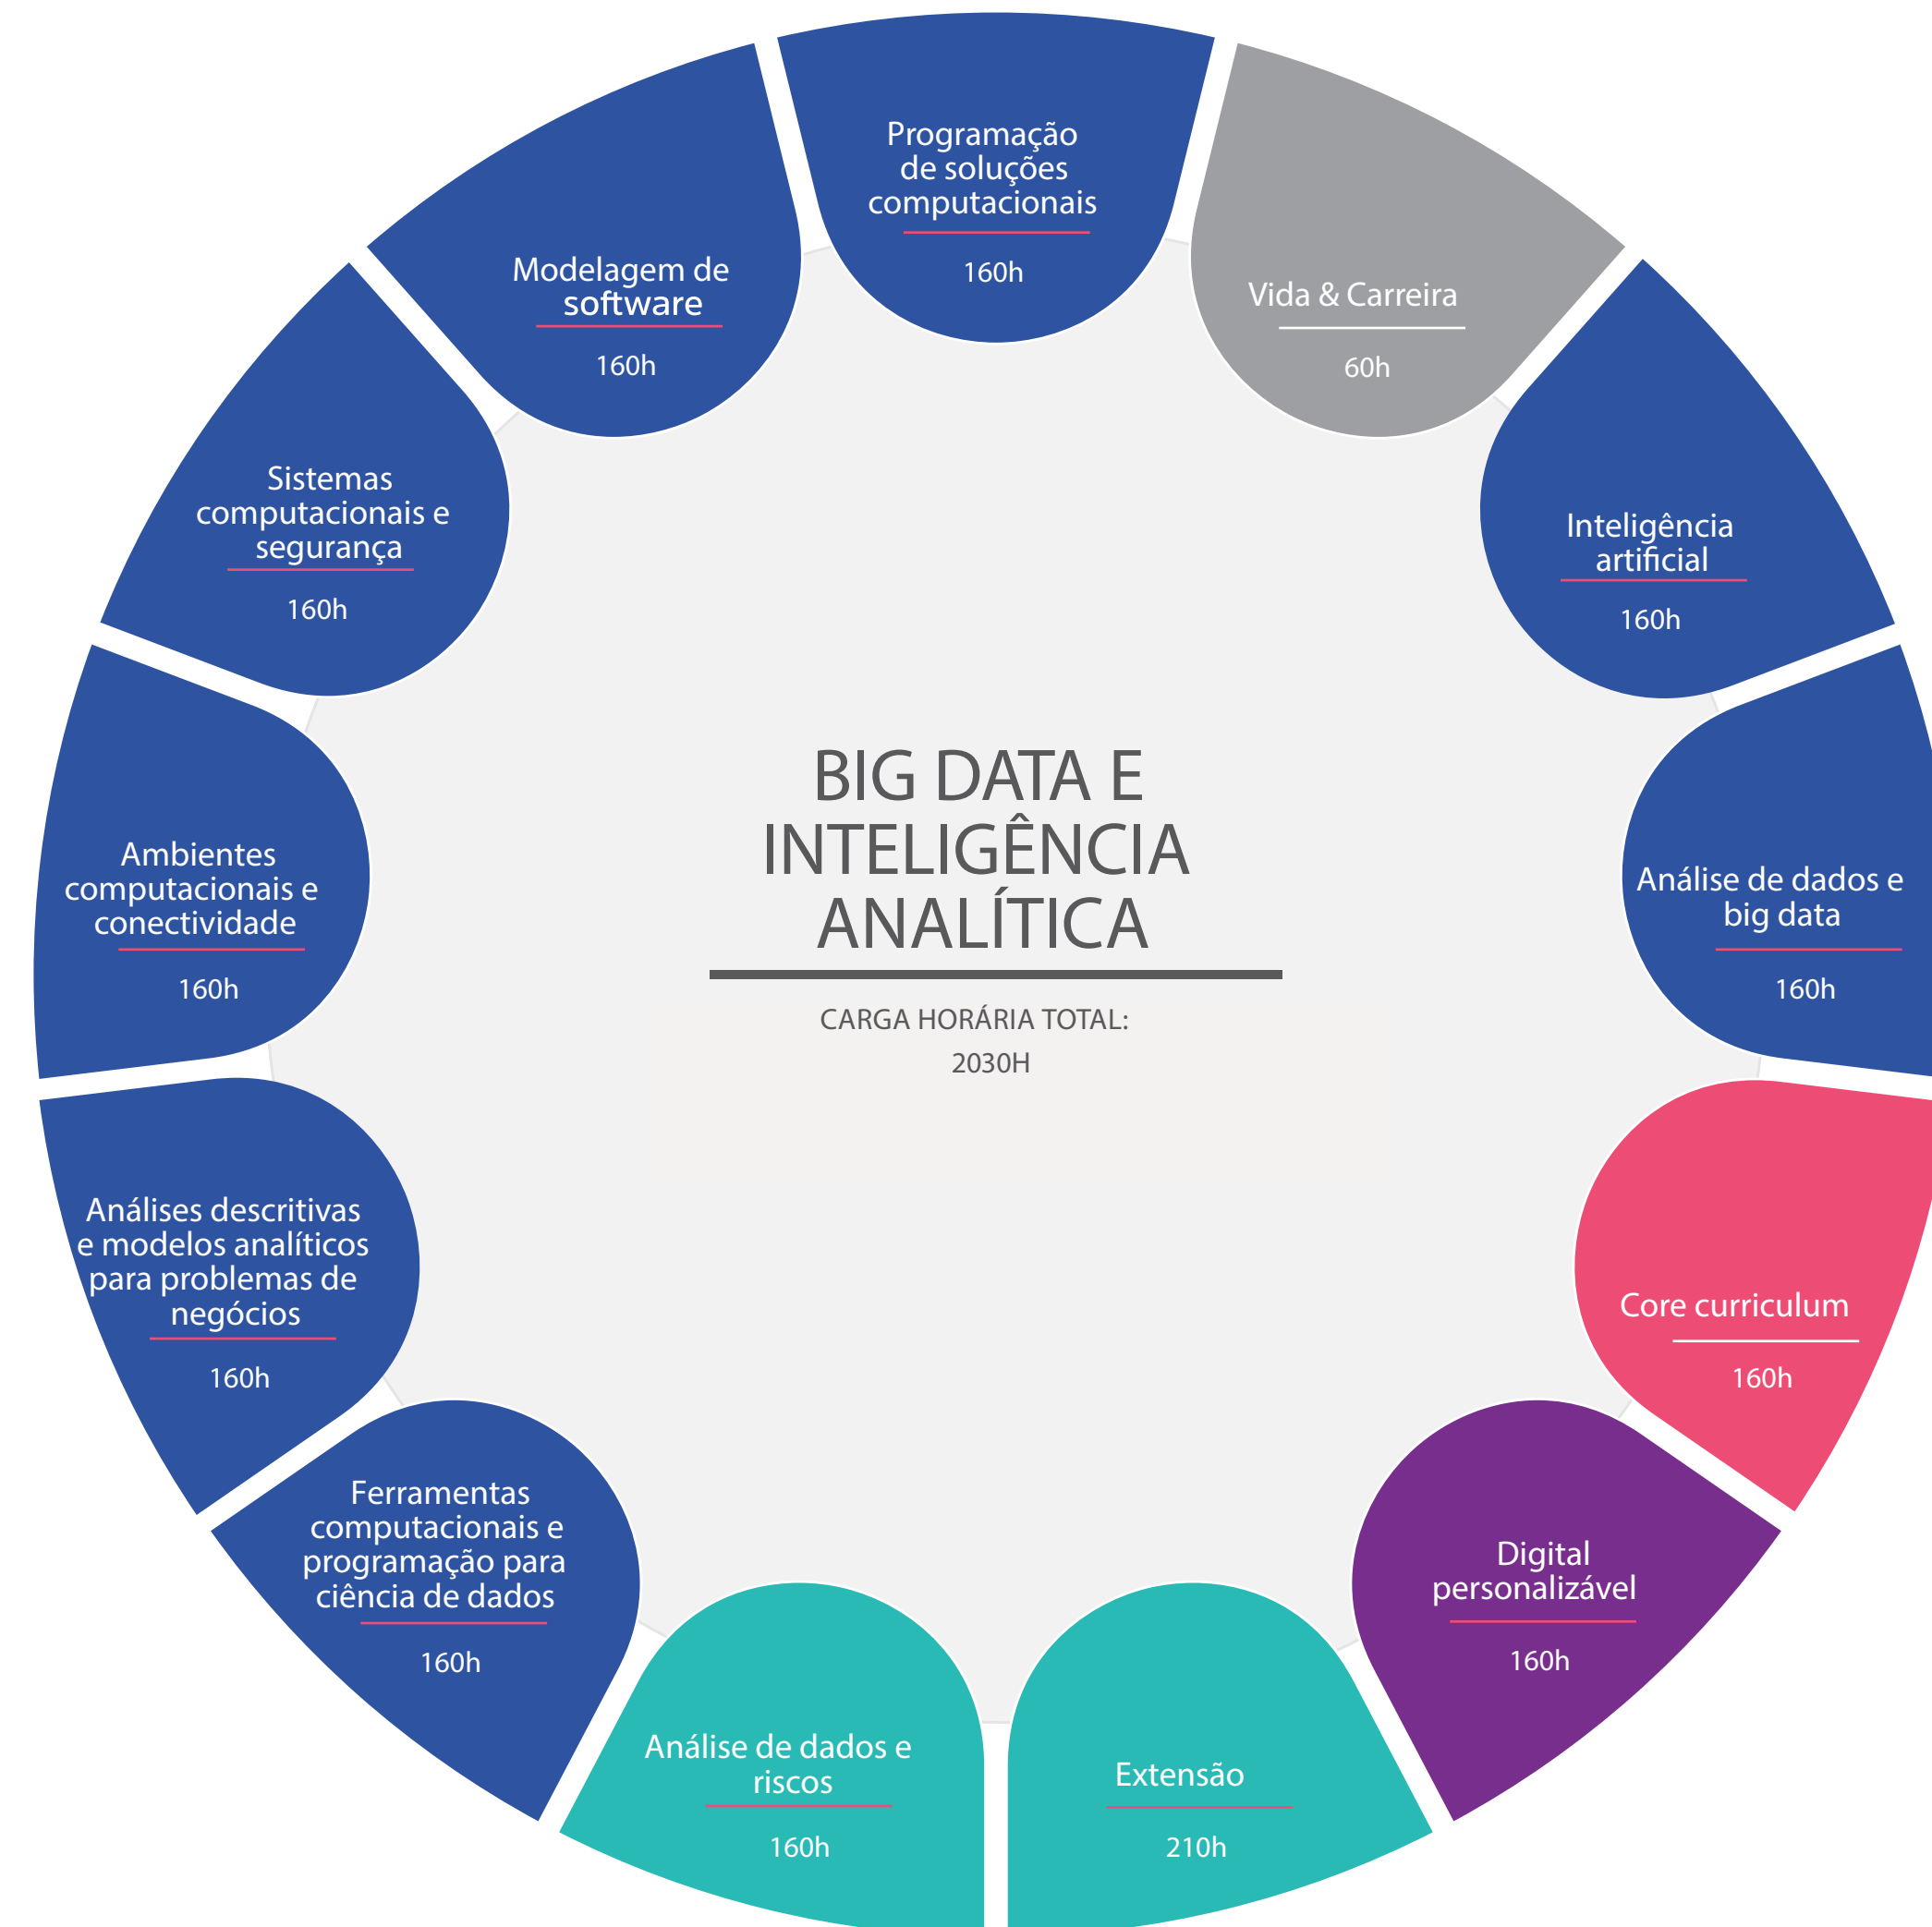 Programação
de soluções
computacionais
160h
Vida & Carreira
60h
Inteligência
artificial
160h
Análise de dados e
big data
160h
Core curriculum
160h
Digital
personalizável
160h
Extensão
210h
Análise de dados e
riscos
160h
Ferramentas
computacionais e
programação para
ciência de dados
160h
Análises descritivas
e modelos analíticos
para problemas de
negócios
160h
Ambientes
computacionais e
conectividade
160h
Sistemas
computacionais e
segurança
160h
Modelagem de
software
160h
BIG DATA E
INTELIGÊNCIA
ANALÍTICA
CARGA HORÁRIA TOTAL:
2030H